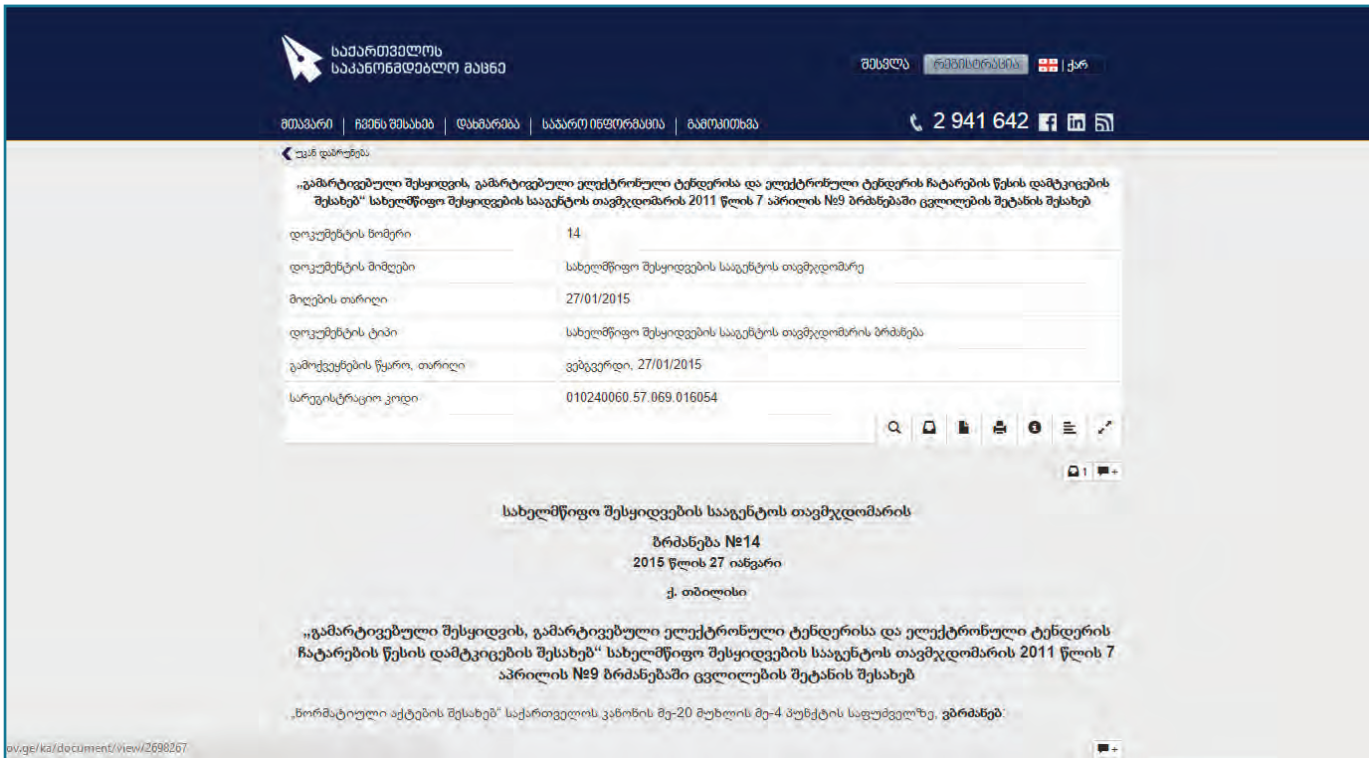 საქართველოს
საკანონმდებლო მაცნე
შესვლა რეგისტრაცია ქარ
მთავარი | ჩვენს შესახებ | დახმარება | საჯარო ინფორმაცია | გამოკითხვა 2 941 642
უკან დაბრუნება
„გამარტივებული შესყიდვის, გამარტივებული ელექტრონული ტენდერისა და ელექტრონული ტენდერის ჩატარების წესის დამტკიცების
შესახებ“ სახელმწიფო შესყიდვების სააგენტოს თავმჯდომარის 2011 წლის 7 აპრილის №9 ბრძანებაში ცვლილების შეტანის შესახებ
დოკუმენტის ნომერი 14
დოკუმენტის მიმღები სახელმწიფო შესყიდვების სააგენტოს თავმჯდომარე
მიღების თარიღი 27/01/2015
დოკუმენტის ტიპი სახელმწიფო შესყიდვების სააგენტოს თავმჯდომარის ბრძანება
გამოქვეყნების წყარო, თარიღი ვებგვერდი, 27/01/2015
სარეგისტრაციო კოდი 010240060.57.069.016054
1 +
სახელმწიფო შესყიდვების სააგენტოს თავმჯდომარის
ბრძანება №14
2015 წლის 27 იანვარი
ქ. თბილისი
„გამარტივებული შესყიდვის, გამარტივებული ელექტრონული ტენდერისა და ელექტრონული ტენდერის
ჩატარების წესის დამტკიცების შესახებ“ სახელმწიფო შესყიდვების სააგენტოს თავმჯდომარის 2011 წლის 7
აპრილის №9 ბრძანებაში ცვლილების შეტანის შესახებ
„ნორმატიული აქტების შესახებ“ საქართველოს კანონის მე-20 მუხლის მე-4 პუნქტის საფუძველზე, ვბრძანებ:
ov.ge/ka/document/view/2698267
+